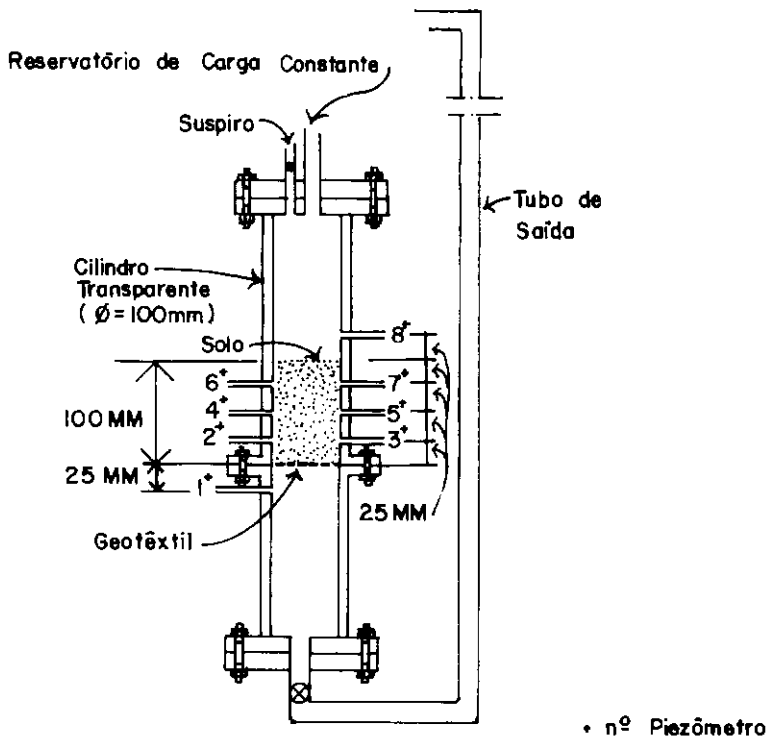 Reservatório de Carga Constante
Suspiro
Tubo de
Saída
Cilindro
Transparente
( Ø = 100mm )
Solo
8+
6+
7+
4+
5+
100 MM
2+
3+
25 MM
1+
25 MM
Geotêxtil
+ nº Piezômetro